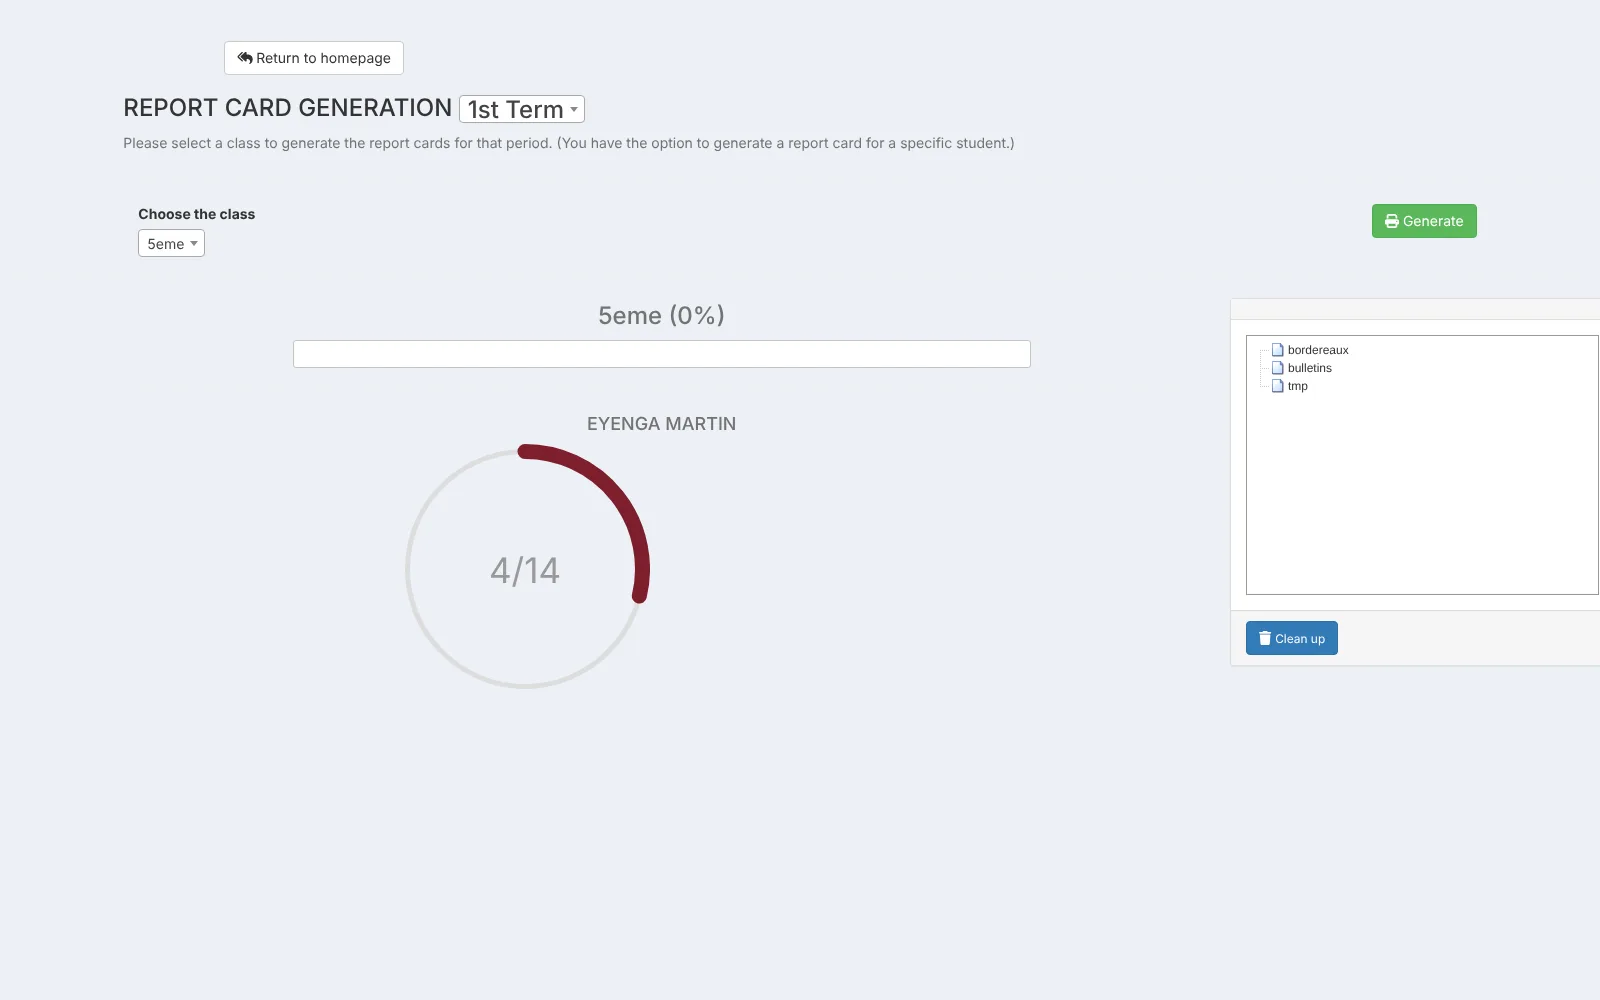 Return to homepage
REPORT CARD GENERATION 1st Term
Please select a class to generate the report cards for that period. (You have the option to generate a report card for a specific student.)
Choose the class
5eme
Generate
5eme (0%)
EYENGA MARTIN
4/14
bordereaux
bulletins
tmp
Clean up